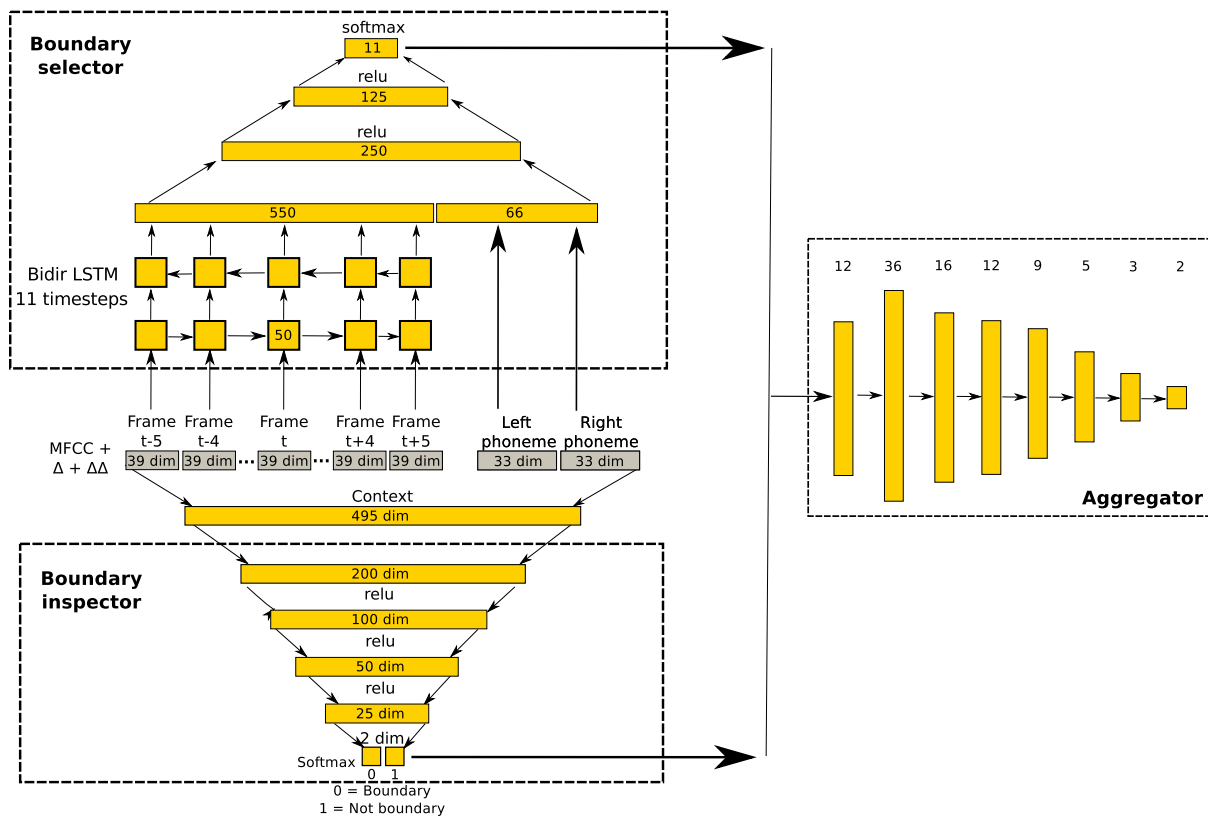 Boundary
selector
softmax
11
relu
125
relu
250
550
66
Bidir LSTM
11 timesteps
50
Frame
t-5
Frame
t-4
Frame
t
Frame
t+4
Frame
t+5
Left
phoneme
Right
phoneme
MFCC +
Δ + ΔΔ
39 dim
39 dim
...
39 dim
...
39 dim
39 dim
33 dim
33 dim
Context
495 dim
Boundary
inspector
200 dim
relu
100 dim
relu
50 dim
relu
25 dim
2 dim
Softmax
0 1
0 = Boundary
1 = Not boundary
12 36 16 12 9 5 3 2
Aggregator